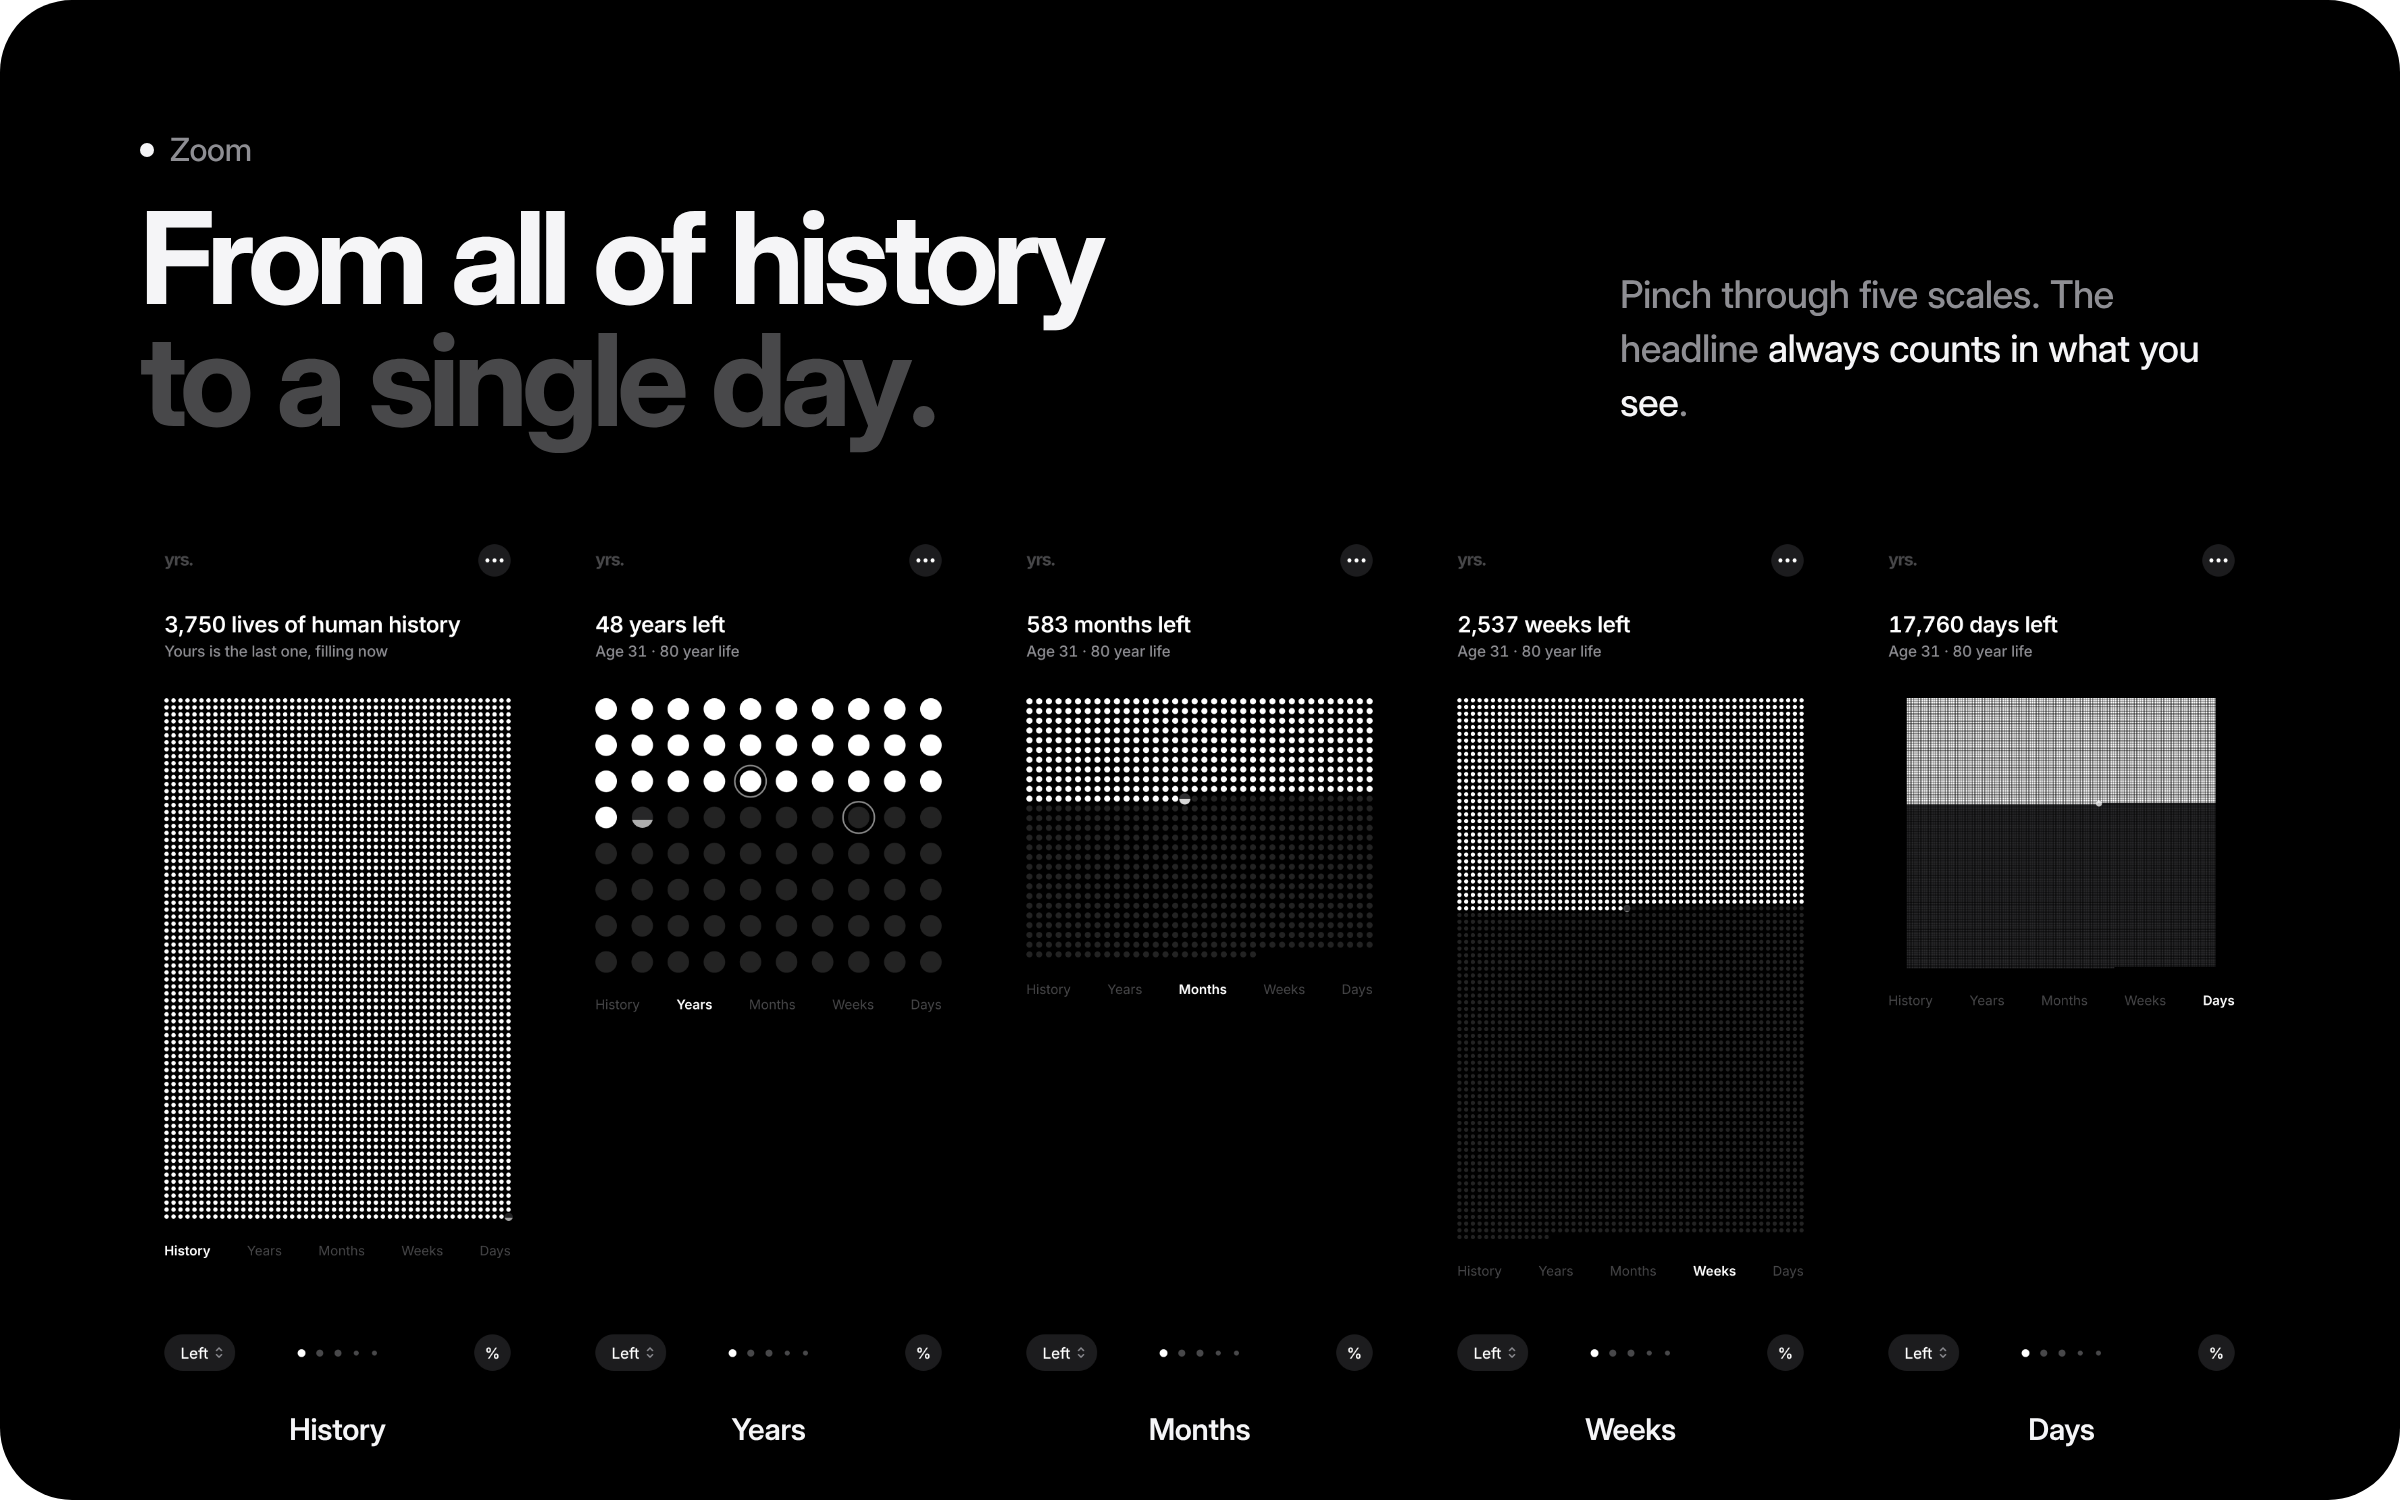 Zoom
From all of history
to a single day.
Pinch through five scales. The
headline always counts in what you
see.
yrs.
3,750 lives of human history
Yours is the last one, filling now
History Years Months Weeks Days
Left %
History
yrs.
48 years left
Age 31 · 80 year life
History Years Months Weeks Days
Left %
Years
yrs.
583 months left
Age 31 · 80 year life
History Years Months Weeks Days
Left %
Months
yrs.
2,537 weeks left
Age 31 · 80 year life
History Years Months Weeks Days
Left %
Weeks
yrs.
17,760 days left
Age 31 · 80 year life
History Years Months Weeks Days
Left %
Days